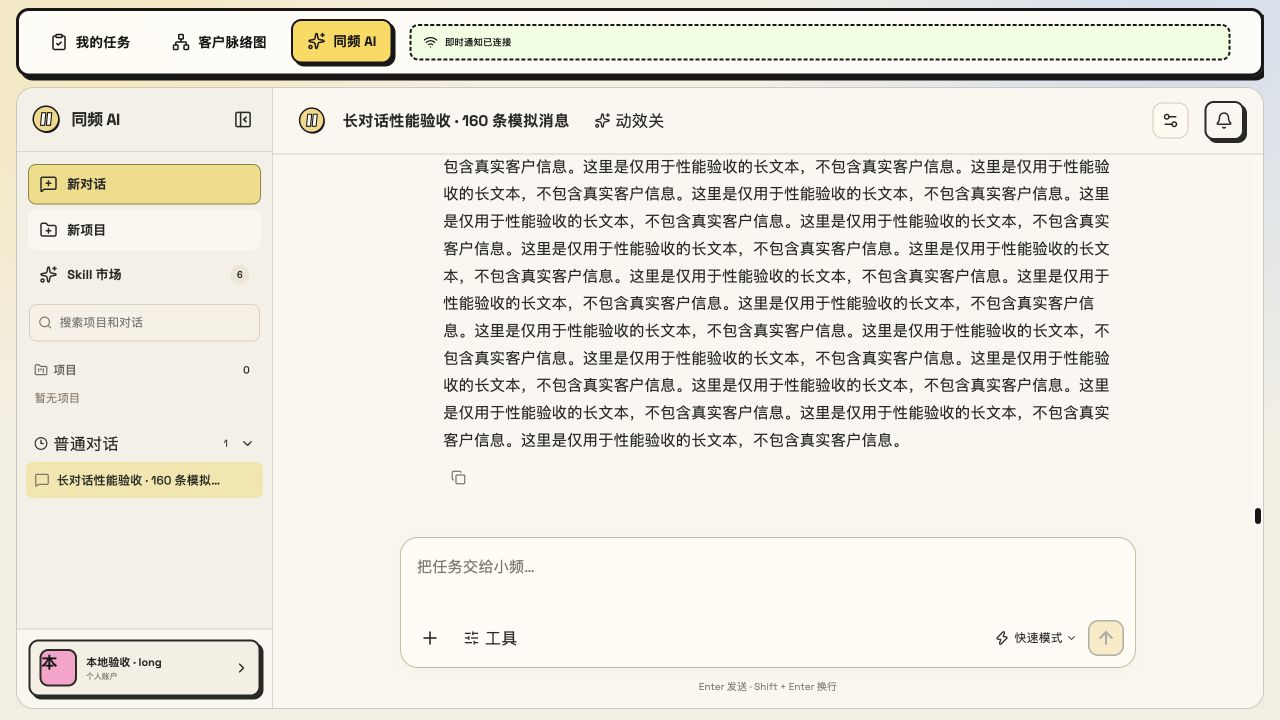 我的任务
客户脉络图
同频 AI
即时通知已连接
同频 AI
新对话
新项目
Skill 市场
6
搜索项目和对话
项目
0
暂无项目
普通对话
1
长对话性能验收 · 160 条模拟...
本
本地验收 · long
个人账户
长对话性能验收 · 160 条模拟消息
动效关
包含真实客户信息。这里是仅用于性能验收的长文本，不包含真实客户信息。这里是仅用于性能验
收的长文本，不包含真实客户信息。这里是仅用于性能验收的长文本，不包含真实客户信息。这里
是仅用于性能验收的长文本，不包含真实客户信息。这里是仅用于性能验收的长文本，不包含真实
客户信息。这里是仅用于性能验收的长文本，不包含真实客户信息。这里是仅用于性能验收的长文
本，不包含真实客户信息。这里是仅用于性能验收的长文本，不包含真实客户信息。这里是仅用于
性能验收的长文本，不包含真实客户信息。这里是仅用于性能验收的长文本，不包含真实客户信
息。这里是仅用于性能验收的长文本，不包含真实客户信息。这里是仅用于性能验收的长文本，不
包含真实客户信息。这里是仅用于性能验收的长文本，不包含真实客户信息。这里是仅用于性能验
收的长文本，不包含真实客户信息。这里是仅用于性能验收的长文本，不包含真实客户信息。这里
是仅用于性能验收的长文本，不包含真实客户信息。这里是仅用于性能验收的长文本，不包含真实
客户信息。这里是仅用于性能验收的长文本，不包含真实客户信息。
把任务交给小频...
工具
快速模式
Enter 发送 · Shift + Enter 换行